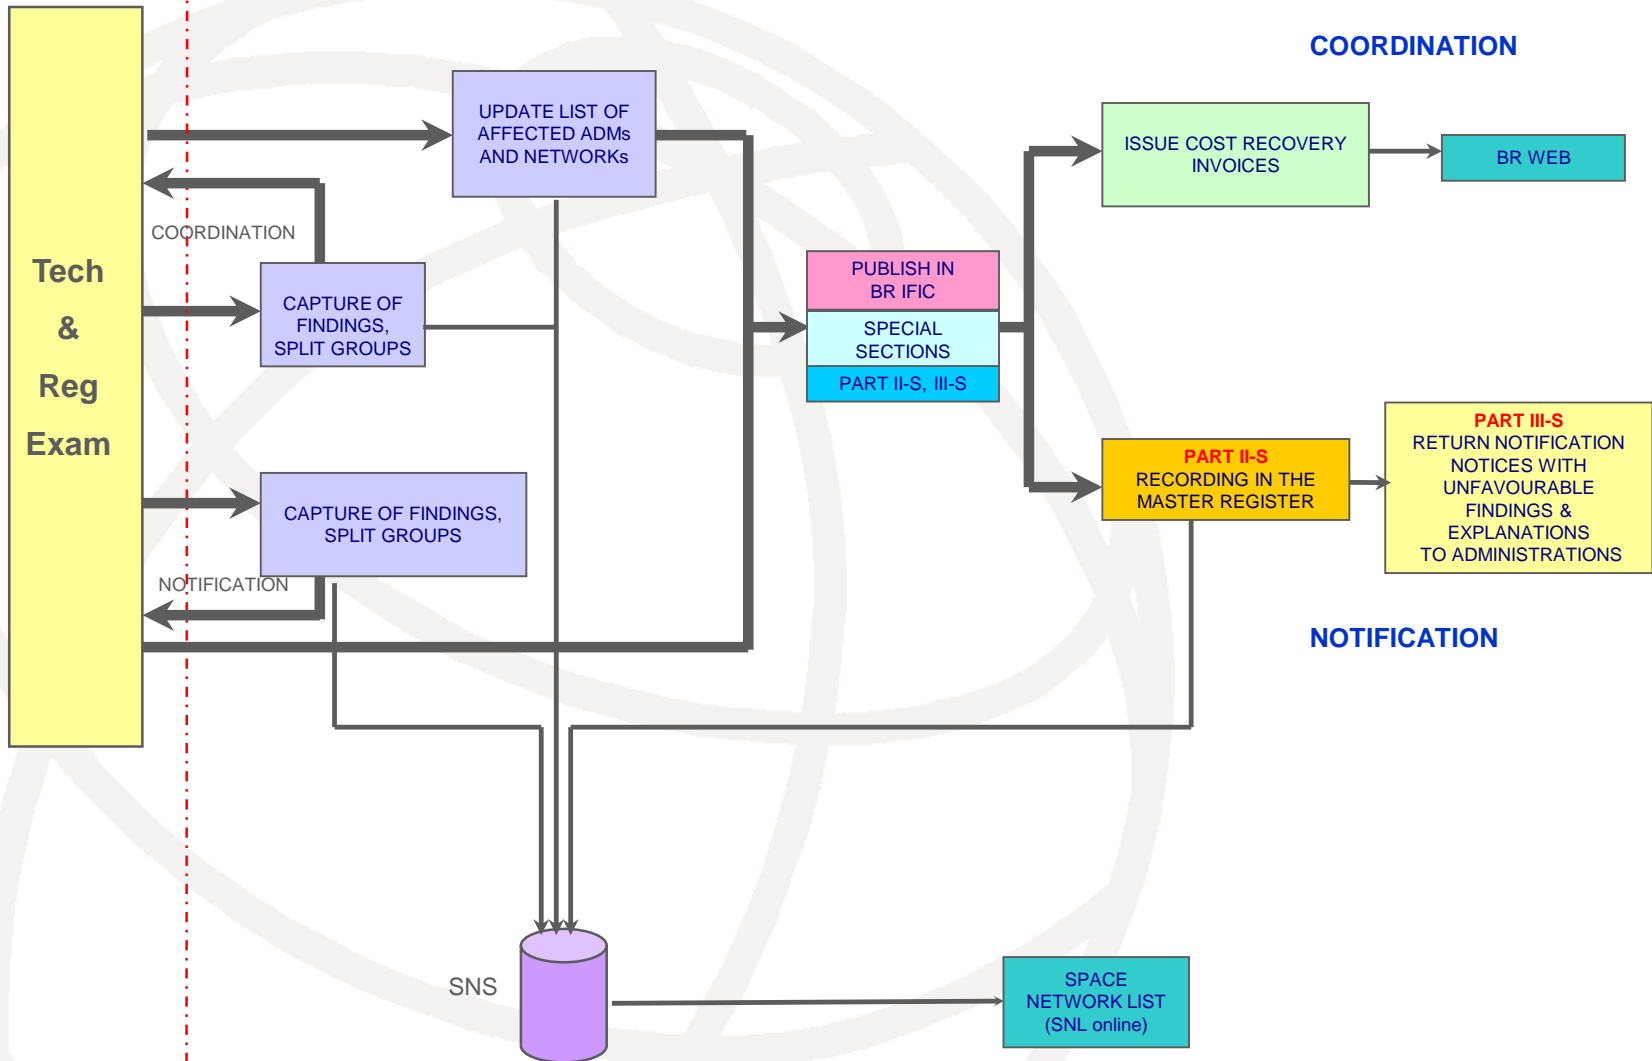 COORDINATION
UPDATE LIST OF
AFFECTED ADMs
AND NETWORKs
ISSUE COST RECOVERY
INVOICES
BR WEB
COORDINATION
Tech
&
Reg
Exam
CAPTURE OF
FINDINGS,
SPLIT GROUPS
PUBLISH IN
BR IFIC
SPECIAL
SECTIONS
PART II-S, III-S
PART II-S
RECORDING IN THE
MASTER REGISTER
PART III-S
RETURN NOTIFICATION
NOTICES WITH
UNFAVOURABLE
FINDINGS &
EXPLANATIONS
TO ADMINISTRATIONS
CAPTURE OF FINDINGS,
SPLIT GROUPS
NOTIFICATION
NOTIFICATION
SNS
SPACE
NETWORK LIST
(SNL online)